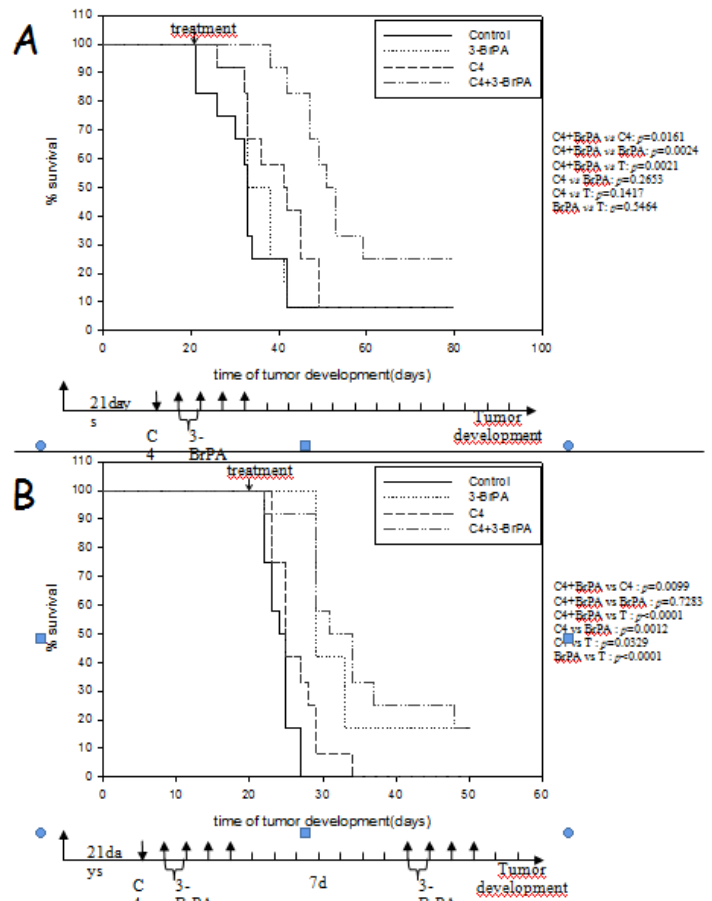 A
treatment
110
100
90
80
70
60
50
40
30
20
10
0
% survival
Control
3-BrPA
C4
C4+3-BrPA
0 20 40 60 80 100
time of tumor development(days)
C4+BrPA vs C4: p=0.0161
C4+BrPA vs BrPA: p=0.0024
C4+BrPA vs T: p=0.0021
C4 vs BrPA: p=0.2653
C4 vs T: p=0.1417
BrPA vs T: p=0.5464
21day
s
C
4
3-
BrPA
Tumor
development
B
treatment
110
100
90
80
70
60
50
40
30
20
10
0
% survival
Control
3-BrPA
C4
C4+3-BrPA
0 10 20 30 40 50 60
time of tumor development(days)
C4+BrPA vs C4 : p=0.0099
C4+BrPA vs BrPA : p=0.7283
C4+BrPA vs T : p<0.0001
C4 vs BrPA : p=0.0012
C4 vs T : p=0.0329
BrPA vs T : p<0.0001
21da
ys
C
3-
7d
3-
Tumor
development